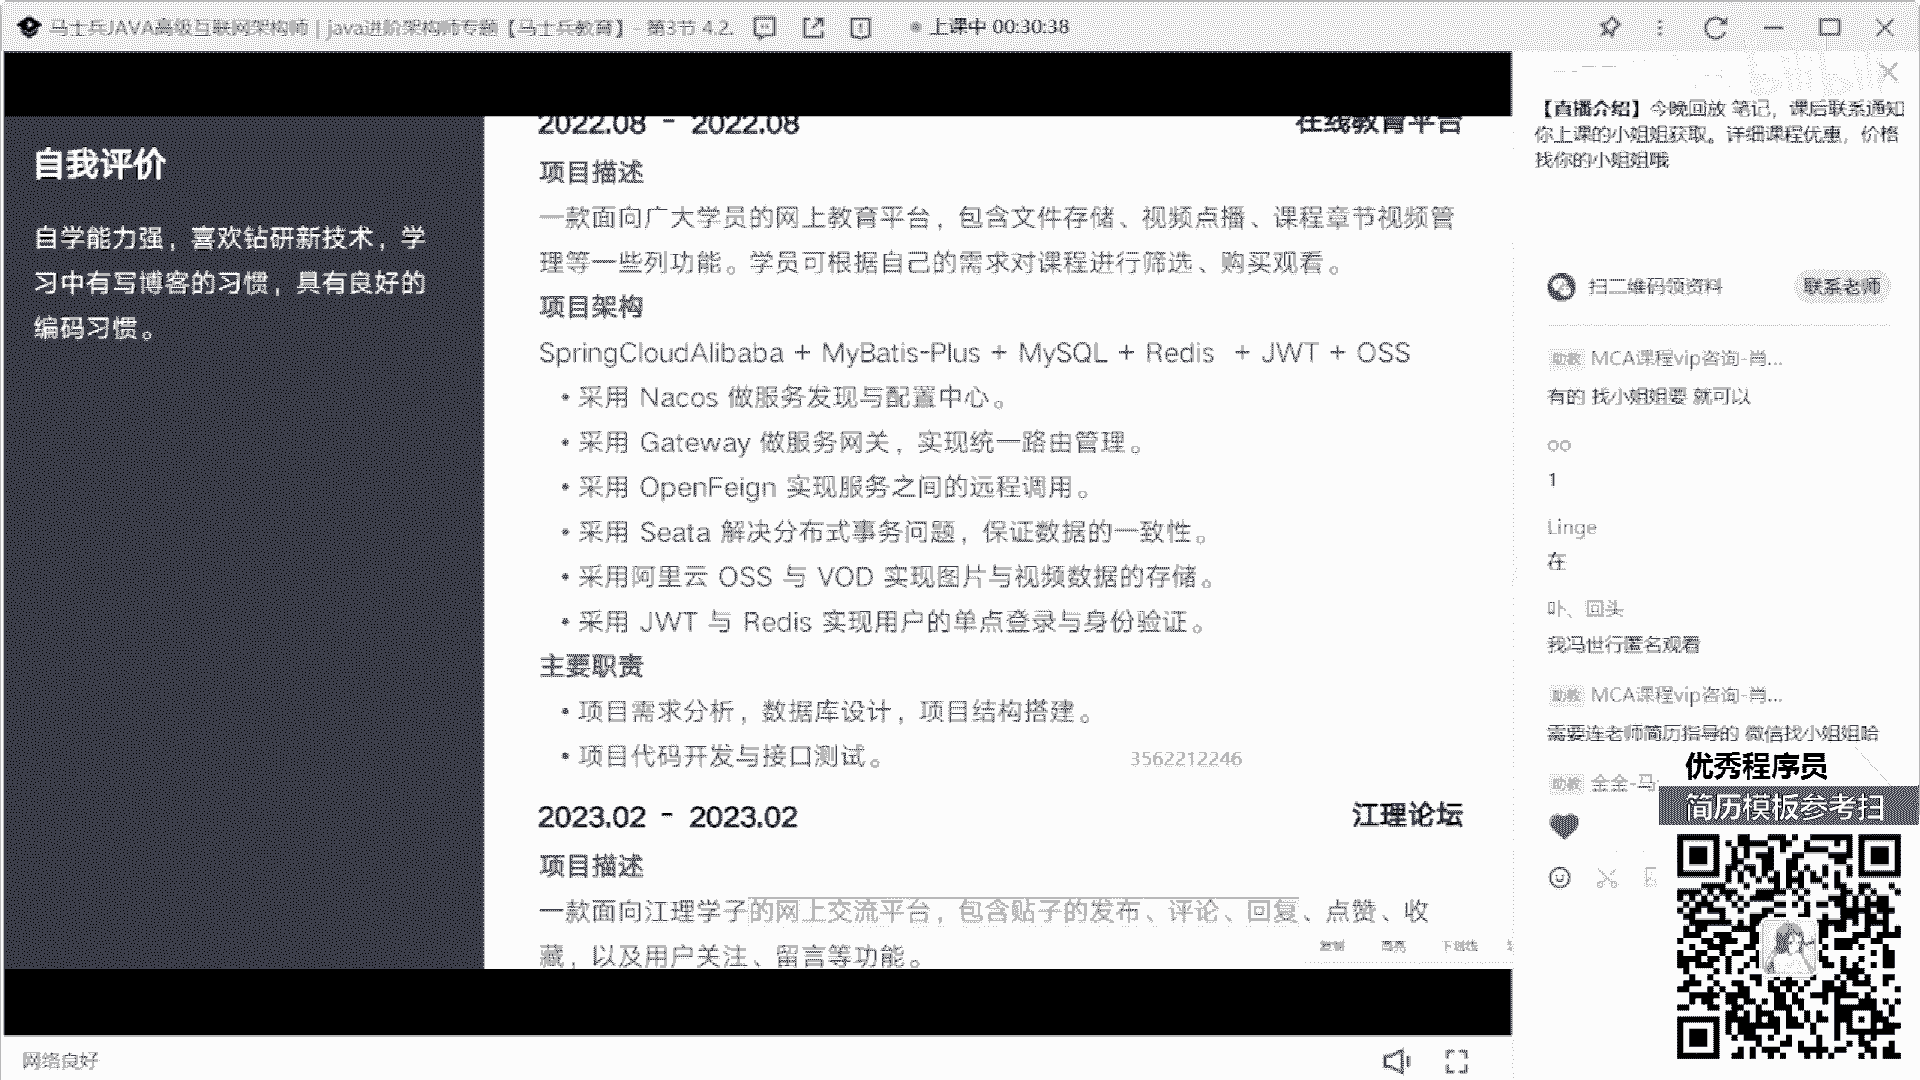 马士兵JAVA高级互联网架构师 | java进阶架构师专题【马士兵教育】- 第3节 4.2.
上课中 00:30:38
自我评价
自学能力强，喜欢钻研新技术，学
习中有写博客的习惯，具有良好的
编码习惯。
2022.08 - 2022.08 在线教育平台
项目描述
一款面向广大学员的网上教育平台，包含文件存储、视频点播、课程章节视频管
理等一些列功能。学员可根据自己的需求对课程进行筛选、购买观看。
项目架构
SpringCloudAlibaba + MyBatis-Plus + MySQL + Redis + JWT + OSS
• 采用 Nacos 做服务发现与配置中心。
• 采用 Gateway 做服务网关，实现统一路由管理。
• 采用 OpenFeign 实现服务之间的远程调用。
• 采用 Seata 解决分布式事务问题，保证数据的一致性。
• 采用阿里云 OSS 与 VOD 实现图片与视频数据的存储。
• 采用 JWT 与 Redis 实现用户的单点登录与身份验证。
主要职责
• 项目需求分析，数据库设计，项目结构搭建。
• 项目代码开发与接口测试。
3562212246
2023.02 - 2023.02 江理论坛
项目描述
一款面向江理学子的网上交流平台，包含贴子的发布、评论、回复、点赞、收
藏，以及用户关注、留言等功能。
复制 高亮 下划线
网络良好
【直播介绍】今晚回放 笔记，课后联系通知
你上课的小姐姐获取。详细课程优惠，价格
找你的小姐姐哦
扫二维码领资料 联系老师
助教 MCA课程vip咨询-肖...
有的 找小姐姐要 就可以
oo
1
Linge
在
卟、回头
我冯世行匿名观看
助教 MCA课程vip咨询-肖...
需要连老师简历指导的 微信找小姐姐哈
助教 金金-马
优秀程序员
简历模板参考扫